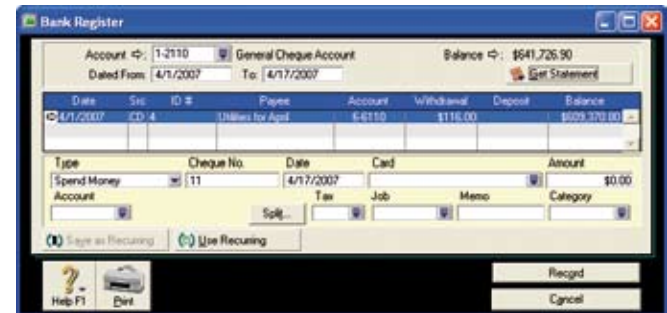 Bank Register
Account 1-2110 General Cheque Account Balance $641,726.90
Dated From: 4/1/2007 To: 4/17/2007 Get Statement
Date Src ID # Payee Account Withdrawal Deposit Balance
4/1/2007 CD 4 Utilities for April 6-6110 $116.00 $609,370.00
Type Cheque No. Date Card Amount
Spend Money 11 4/17/2007 $0.00
Account Split... Tax Job Memo Category
Save as Recurring Use Recurring
Record
Help F1 Print Cancel